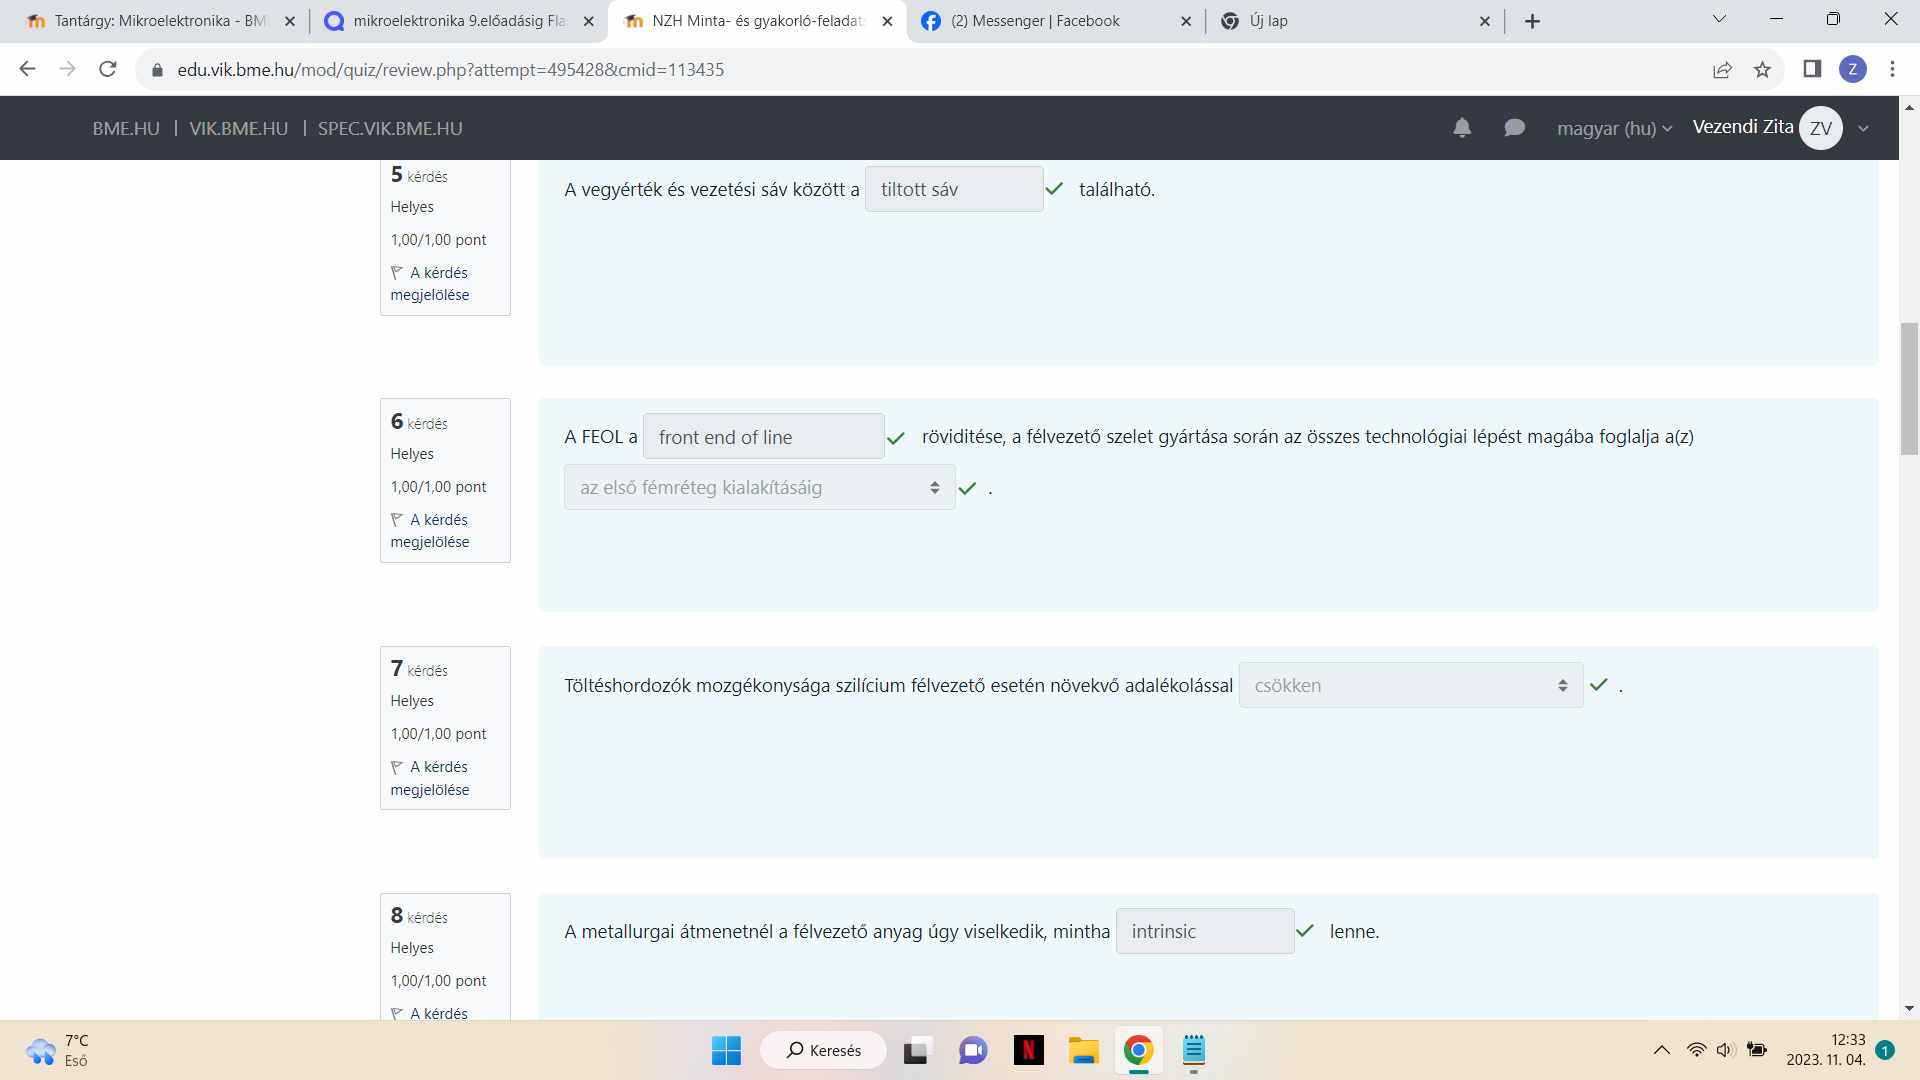 Tantárgy: Mikroelektronika - BM
mikroelektronika 9.előadásig Fla
NZH Minta- és gyakorló-feladat
(2) Messenger | Facebook
Új lap
edu.vik.bme.hu/mod/quiz/review.php?attempt=495428&cmid=113435
Z
BME.HU | VIK.BME.HU | SPEC.VIK.BME.HU
magyar (hu)
Vezendi Zita
ZV
5 kérdés
Helyes
1,00/1,00 pont
A kérdés
megjelölése
A vegyérték és vezetési sáv között a tiltott sáv található.
6 kérdés
Helyes
1,00/1,00 pont
A kérdés
megjelölése
A FEOL a front end of line röviditése, a félvezető szelet gyártása során az összes technológiai lépést magába foglalja a(z)
az első fémréteg kialakításáig .
7 kérdés
Helyes
1,00/1,00 pont
A kérdés
megjelölése
Töltéshordozók mozgékonysága szilícium félvezető esetén növekvő adalékolással csökken .
8 kérdés
Helyes
1,00/1,00 pont
A kérdés
A metallurgai átmenetnél a félvezető anyag úgy viselkedik, mintha intrinsic lenne.
7°C
Eső
Keresés
N
12:33
2023. 11. 04.
1